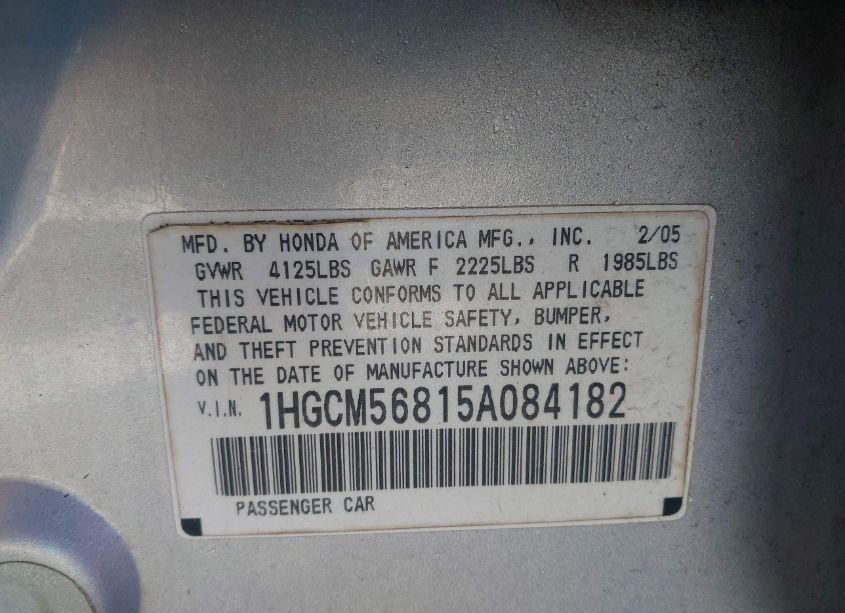 MFD. BY HONDA OF AMERICA MFG., INC. 2/05
GVWR 4125LBS GAWR F 2225LBS R 1985LBS
THIS VEHICLE CONFORMS TO ALL APPLICABLE
FEDERAL MOTOR VEHICLE SAFETY, BUMPER,
AND THEFT PREVENTION STANDARDS IN EFFECT
ON THE DATE OF MANUFACTURE SHOWN ABOVE:
V.I.N. 1HGCM56815A084182
PASSENGER CAR